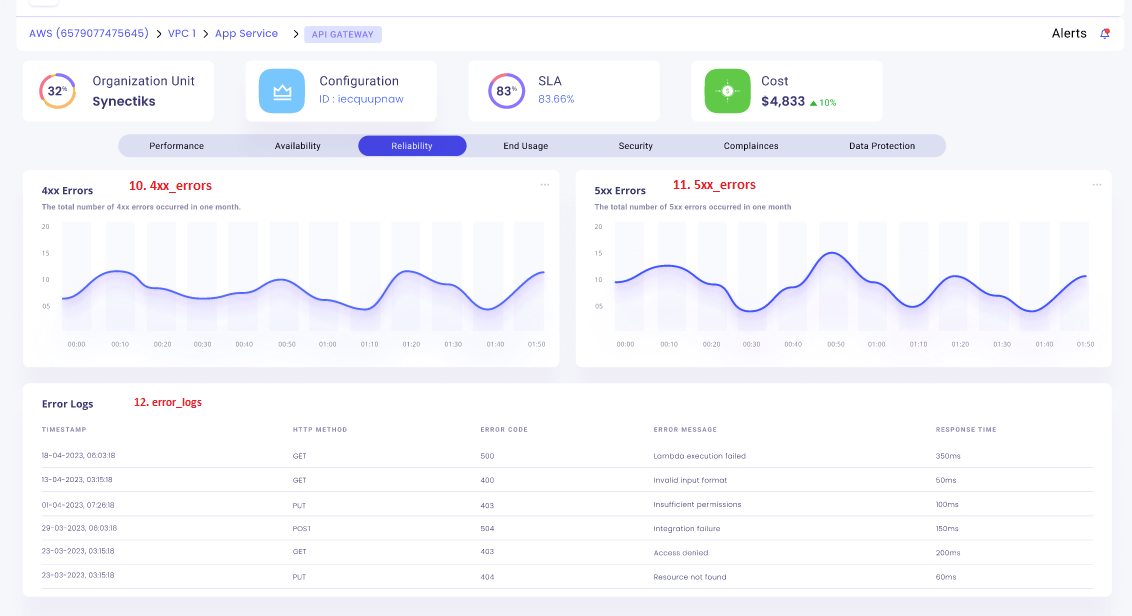 AWS (6579077475645) > VPC 1 > App Service > API GATEWAY
Alerts
32%
Organization Unit
Synectiks
Configuration
ID : iecquupnaw
83%
SLA
83.66%
Cost
$4,833 ▲ 10%
Performance Availability Reliability End Usage Security Complainces Data Protection
4xx Errors 10. 4xx_errors ...
The total number of 4xx errors occurred in one month.
20
15
10
05
00:00 00:10 00:20 00:30 00:40 00:50 01:00 01:10 01:20 01:30 01:40 01:50
5xx Errors 11. 5xx_errors ...
The total number of 5xx errors occurred in one month
20
15
10
05
00:00 00:10 00:20 00:30 00:40 00:50 01:00 01:10 01:20 01:30 01:40 01:50
Error Logs 12. error_logs
TIMESTAMP HTTP METHOD ERROR CODE ERROR MESSAGE RESPONSE TIME
18-04-2023, 06:03:18 GET 500 Lambda execution failed 350ms
13-04-2023, 03:15:18 GET 400 Invalid input format 50ms
01-04-2023, 07:26:18 PUT 403 Insufficient permissions 100ms
29-03-2023, 06:03:18 POST 504 Integration failure 150ms
23-03-2023, 03:15:18 GET 403 Access denied 200ms
23-03-2023, 03:15:18 PUT 404 Resource not found 60ms